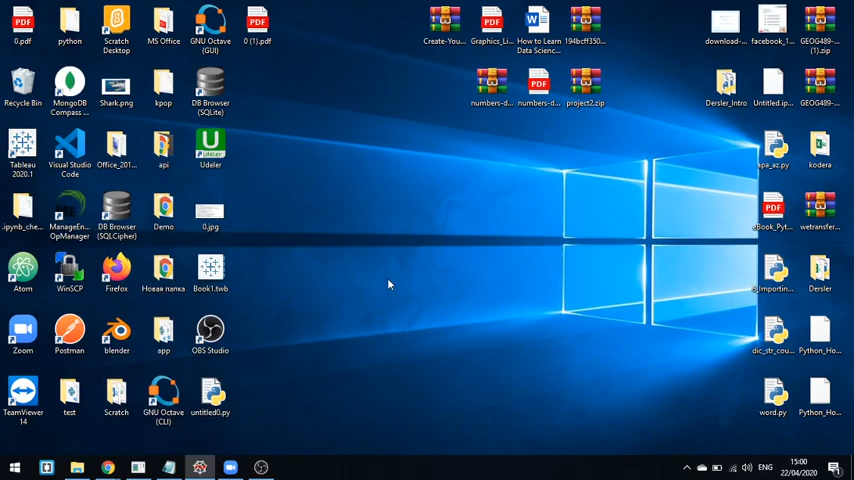 0.pdf
python
Scratch
Desktop
MS Office
GNU Octave
(GUI)
0 (1).pdf
Create-You...
Graphics_Li...
How to Learn
Data Scienc...
194bcff350...
download-...
facebook_1...
GEOG489-...
(1).zip
Recycle Bin
MongoDB
Compass ...
Shark.png
kpop
DB Browser
(SQLite)
numbers-d...
numbers-d...
project2.zip
Dersler_Intro
Untitled.ip...
GEOG489-...
Tableau
2020.1
Visual Studio
Code
Office_201...
api
Udeler
apa_az.py
kodera
.ipynb_che...
ManageEn...
OpManager
DB Browser
(SQLCipher)
Demo
0.jpg
eBook_Pyt...
wetransfer...
Atom
WinSCP
Firefox
Новая папка
Book1.twb
Importin...
Dersler
Zoom
Postman
blender
app
OBS Studio
dic_str_cou...
Python_Ho...
TeamViewer
14
test
Scratch
GNU Octave
(CLI)
untitled0.py
word.py
Python_Ho...
ENG
15:00
22/04/2020